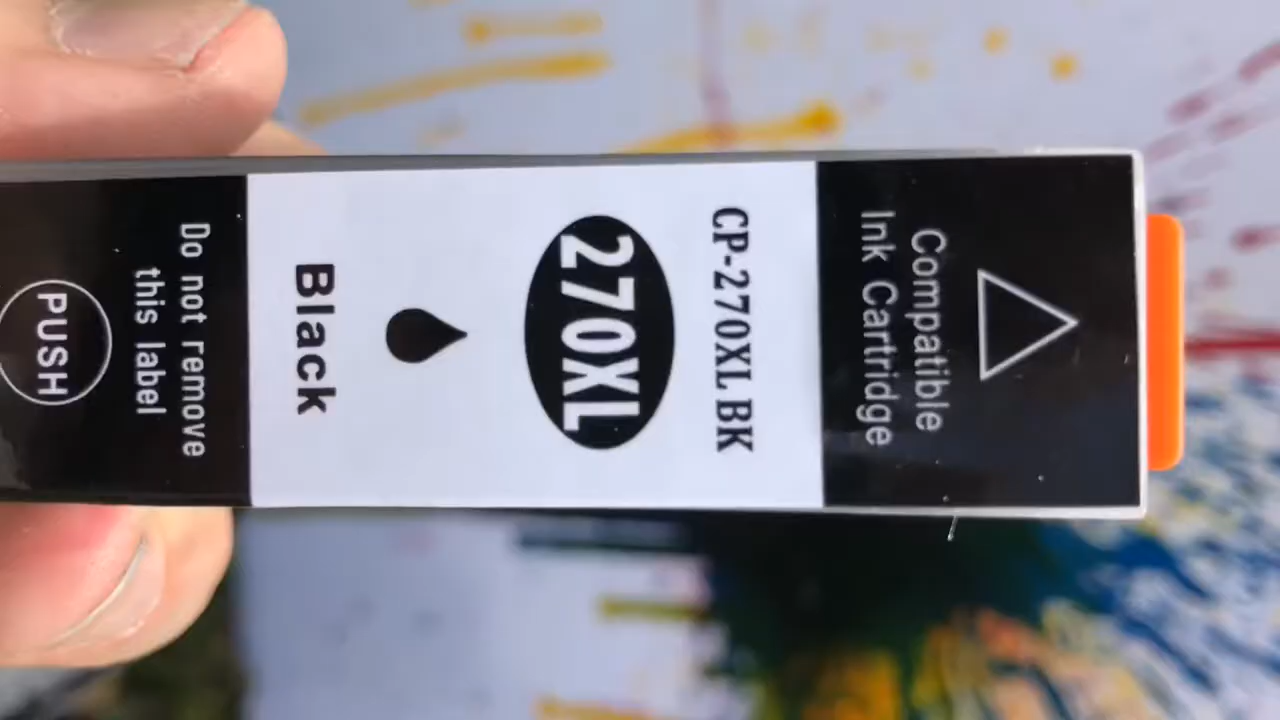 Compatible
Ink Cartridge
CP-270XL BK
270XL
Black
Do not remove
this label
PUSH